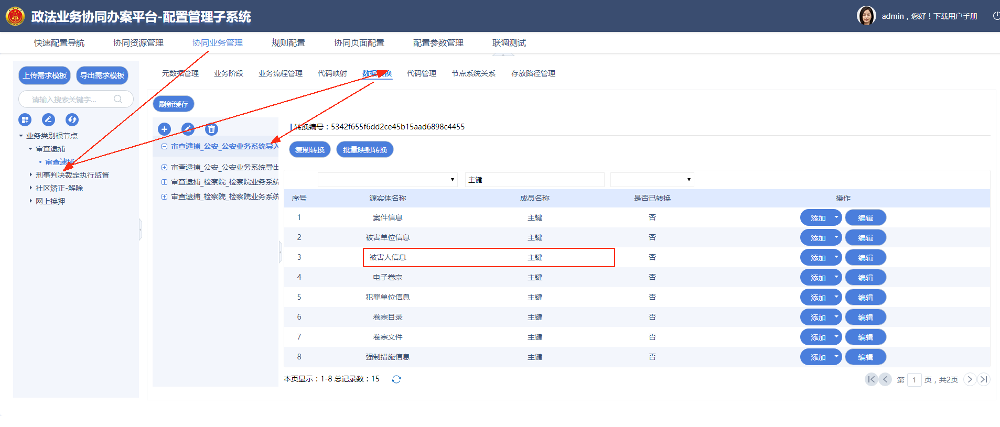 政法业务协同办案平台-配置管理子系统
admin，您好！下载用户手册
快速配置导航 协同资源管理 协同业务管理 规则配置 协同页面配置 配置参数管理 联调测试
上传需求模板 导出需求模板
请输入搜索关键字...
业务类别根节点
审查逮捕
审查逮捕
刑事判决裁定执行监督
社区矫正-解除
网上换押
元数据管理 业务阶段 业务流程管理 代码映射 数据转换 代码管理 节点系统关系 存放路径管理
刷新缓存
审查逮捕_公安_公安业务系统导入
审查逮捕_公安_公安业务系统导出
审查逮捕_检察院_检察院业务系统
审查逮捕_检察院_检察院业务系统
转换编号：5342f655f6dd2ce45b15aad6898c4455
复制转换 批量映射转换
主键
序号 源实体名称 成员名称 是否已转换 操作
1 案件信息 主键 否 添加 编辑
2 被害单位信息 主键 否 添加 编辑
3 被害人信息 主键 否 添加 编辑
4 电子卷宗 主键 否 添加 编辑
5 犯罪单位信息 主键 否 添加 编辑
6 卷宗目录 主键 否 添加 编辑
7 卷宗文件 主键 否 添加 编辑
8 强制措施信息 主键 否 添加 编辑
本页显示：1-8 总记录数：15
第 1 页，共2页